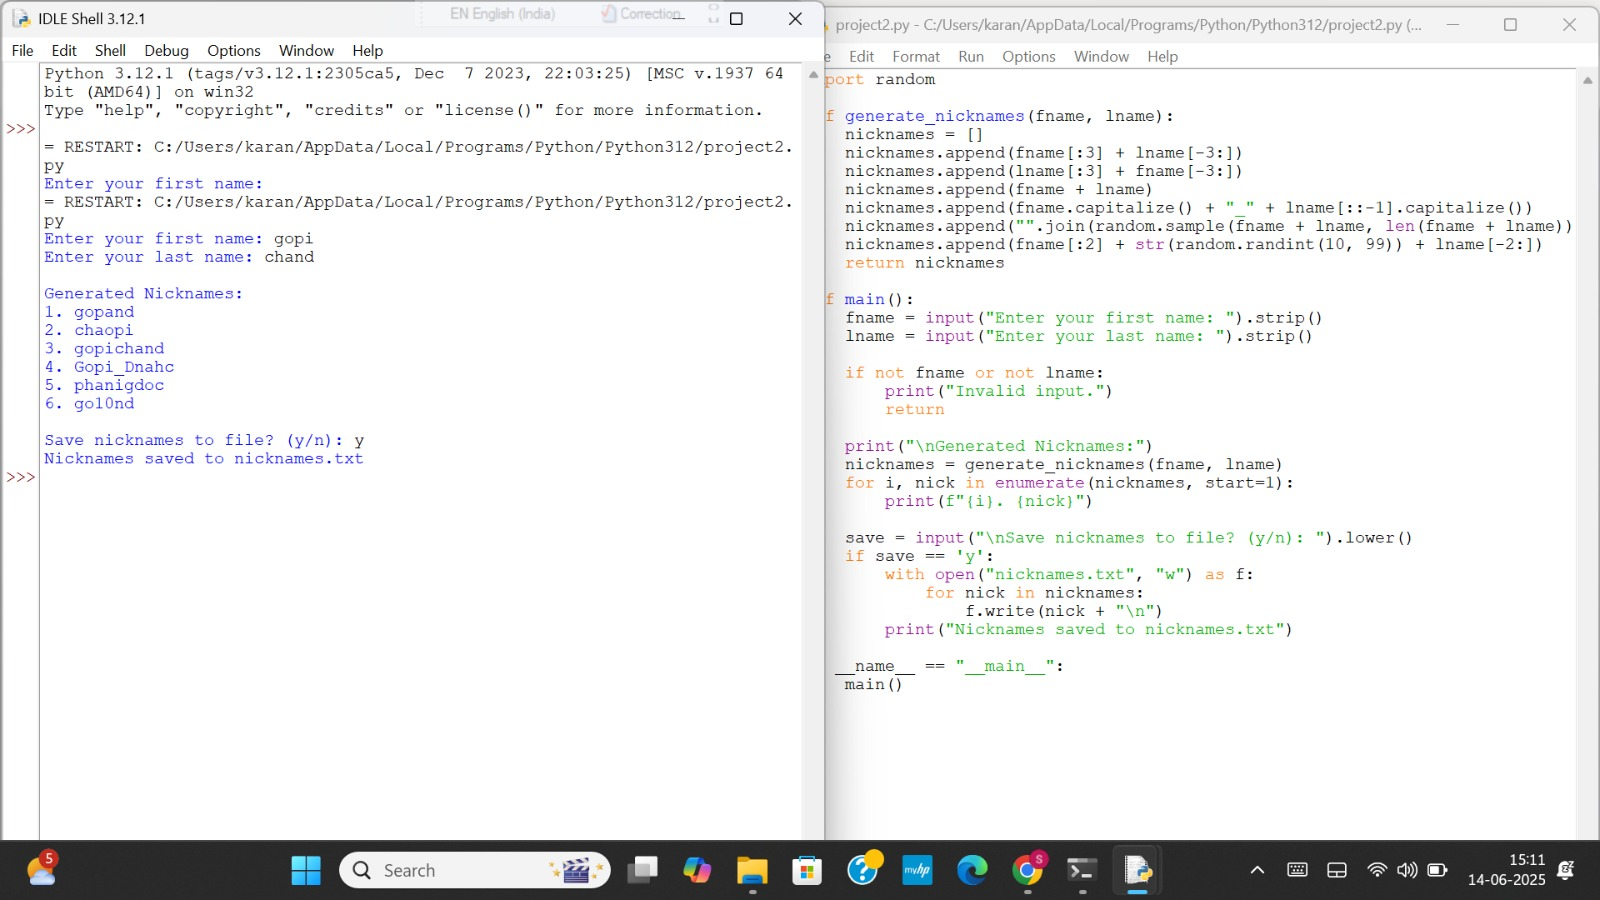 IDLE Shell 3.12.1
EN English (India)
Correction
File Edit Shell Debug Options Window Help
Python 3.12.1 (tags/v3.12.1:2305ca5, Dec  7 2023, 22:03:25) [MSC v.1937 64
bit (AMD64)] on win32
Type "help", "copyright", "credits" or "license()" for more information.
>>>
= RESTART: C:/Users/karan/AppData/Local/Programs/Python/Python312/project2.
py
Enter your first name:
= RESTART: C:/Users/karan/AppData/Local/Programs/Python/Python312/project2.
py
Enter your first name: gopi
Enter your last name: chand

Generated Nicknames:
1. gopand
2. chaopi
3. gopichand
4. Gopi_Dnahc
5. phanigdoc
6. go10nd

Save nicknames to file? (y/n): y
Nicknames saved to nicknames.txt
>>>
project2.py - C:/Users/karan/AppData/Local/Programs/Python/Python312/project2.py (...
e Edit Format Run Options Window Help
port random

f generate_nicknames(fname, lname):
  nicknames = []
  nicknames.append(fname[:3] + lname[-3:])
  nicknames.append(lname[:3] + fname[-3:])
  nicknames.append(fname + lname)
  nicknames.append(fname.capitalize() + "_" + lname[::-1].capitalize())
  nicknames.append("".join(random.sample(fname + lname, len(fname + lname))
  nicknames.append(fname[:2] + str(random.randint(10, 99)) + lname[-2:])
  return nicknames

f main():
  fname = input("Enter your first name: ").strip()
  lname = input("Enter your last name: ").strip()

  if not fname or not lname:
      print("Invalid input.")
      return

  print("\nGenerated Nicknames:")
  nicknames = generate_nicknames(fname, lname)
  for i, nick in enumerate(nicknames, start=1):
      print(f"{i}. {nick}")

  save = input("\nSave nicknames to file? (y/n): ").lower()
  if save == 'y':
      with open("nicknames.txt", "w") as f:
          for nick in nicknames:
              f.write(nick + "\n")
      print("Nicknames saved to nicknames.txt")

 __name__ == "__main__":
  main()
5
Search
myhp
S
15:11
14-06-2025